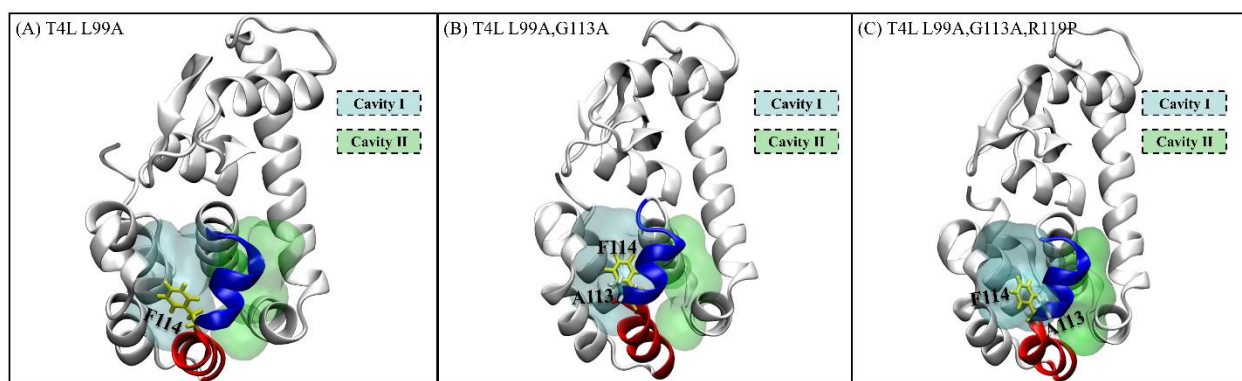 (A) T4L L99A
Cavity I
Cavity II
F114
(B) T4L L99A,G113A
Cavity I
Cavity II
F114
A113
(C) T4L L99A,G113A,R119P
Cavity I
Cavity II
F114
A113